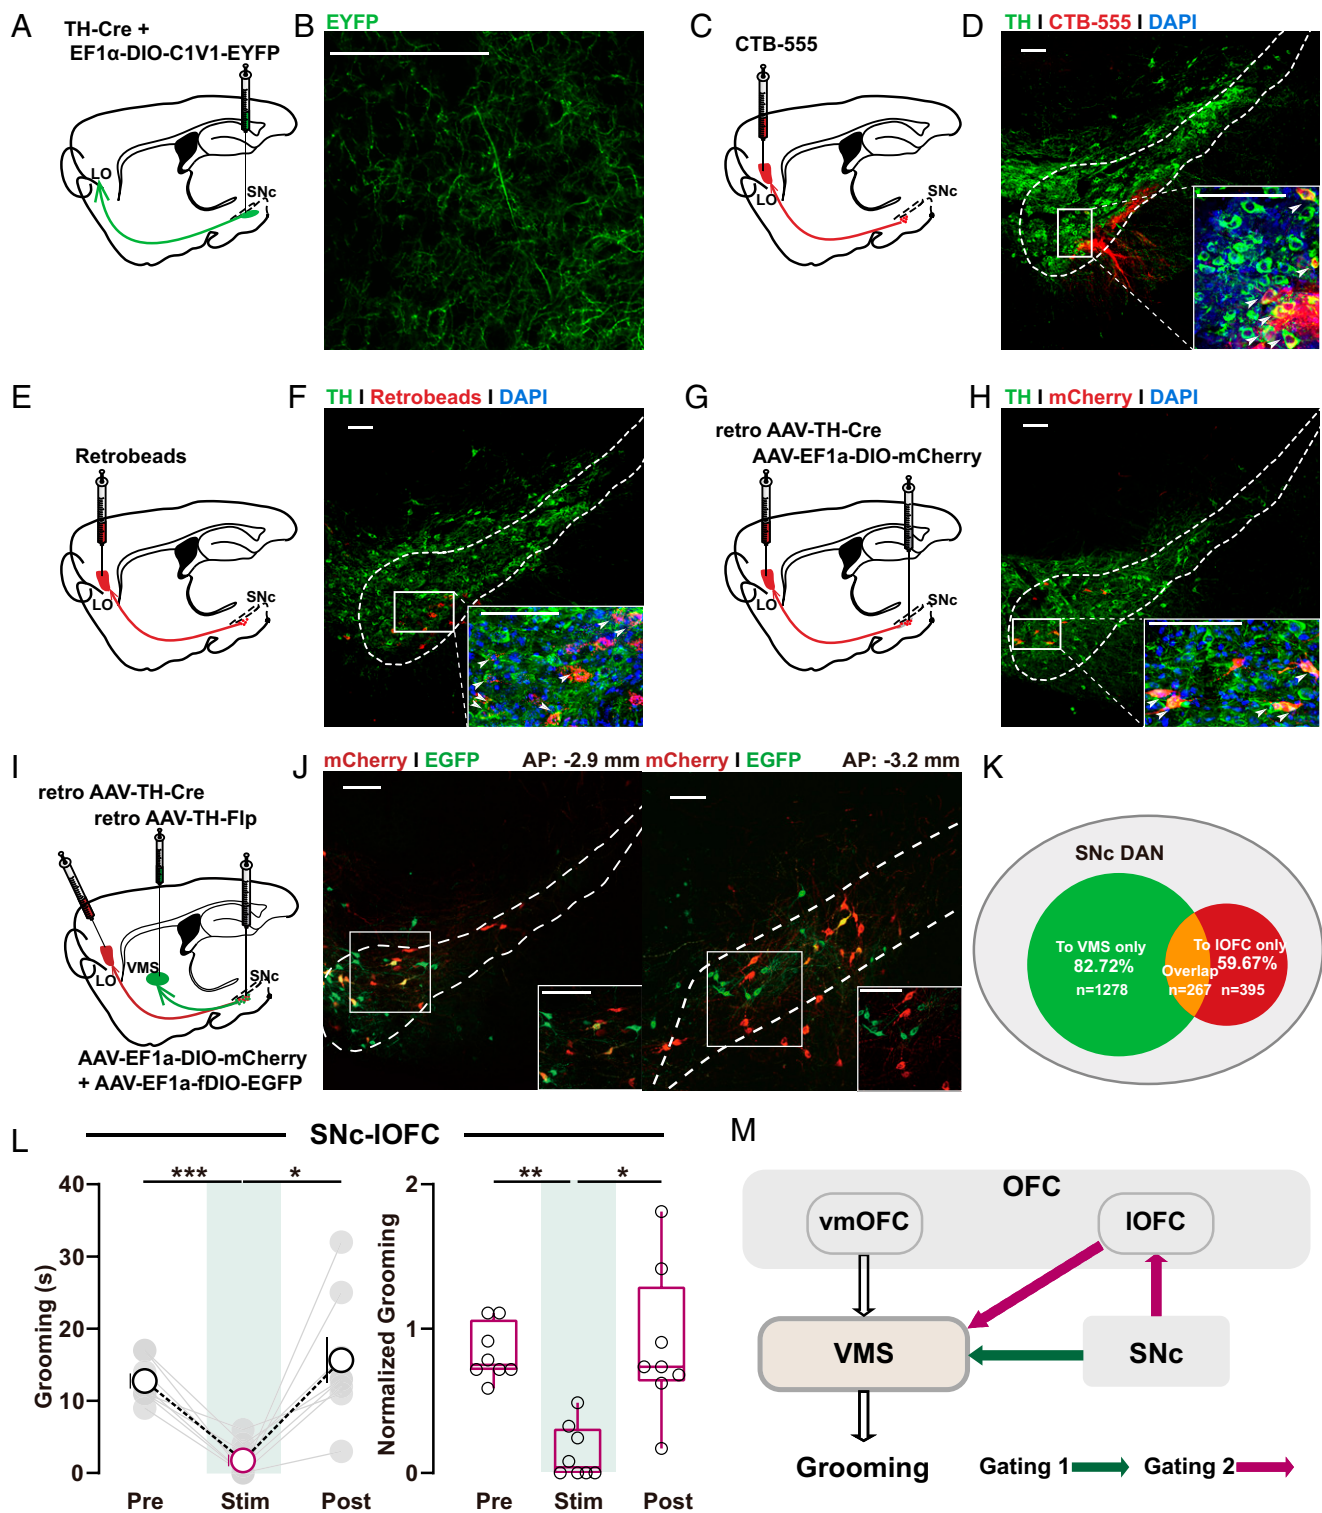 A
TH-Cre +
EF1α-DIO-C1V1-EYFP
LO
SNc
B
EYFP
C
CTB-555
LO
SNc
D
TH I CTB-555 I DAPI
E
Retrobeads
LO
SNc
F
TH I Retrobeads I DAPI
G
retro AAV-TH-Cre
AAV-EF1a-DIO-mCherry
LO
SNc
H
TH I mCherry I DAPI
I
retro AAV-TH-Cre
retro AAV-TH-Flp
VMS
LO
SNc
AAV-EF1a-DIO-mCherry
+ AAV-EF1a-fDIO-EGFP
J
mCherry I EGFP AP: -2.9 mm
mCherry I EGFP AP: -3.2 mm
K
SNc DAN
To VMS only
82.72%
n=1278
Overlap
n=267
To lOFC only
59.67%
n=395
L
SNc-lOFC
*** *
40
30
20
10
0
Grooming (s)
Pre Stim Post
** *
2
1
0
Normalized Grooming
Pre Stim Post
M
OFC
vmOFC
lOFC
VMS
SNc
Grooming
Gating 1
Gating 2